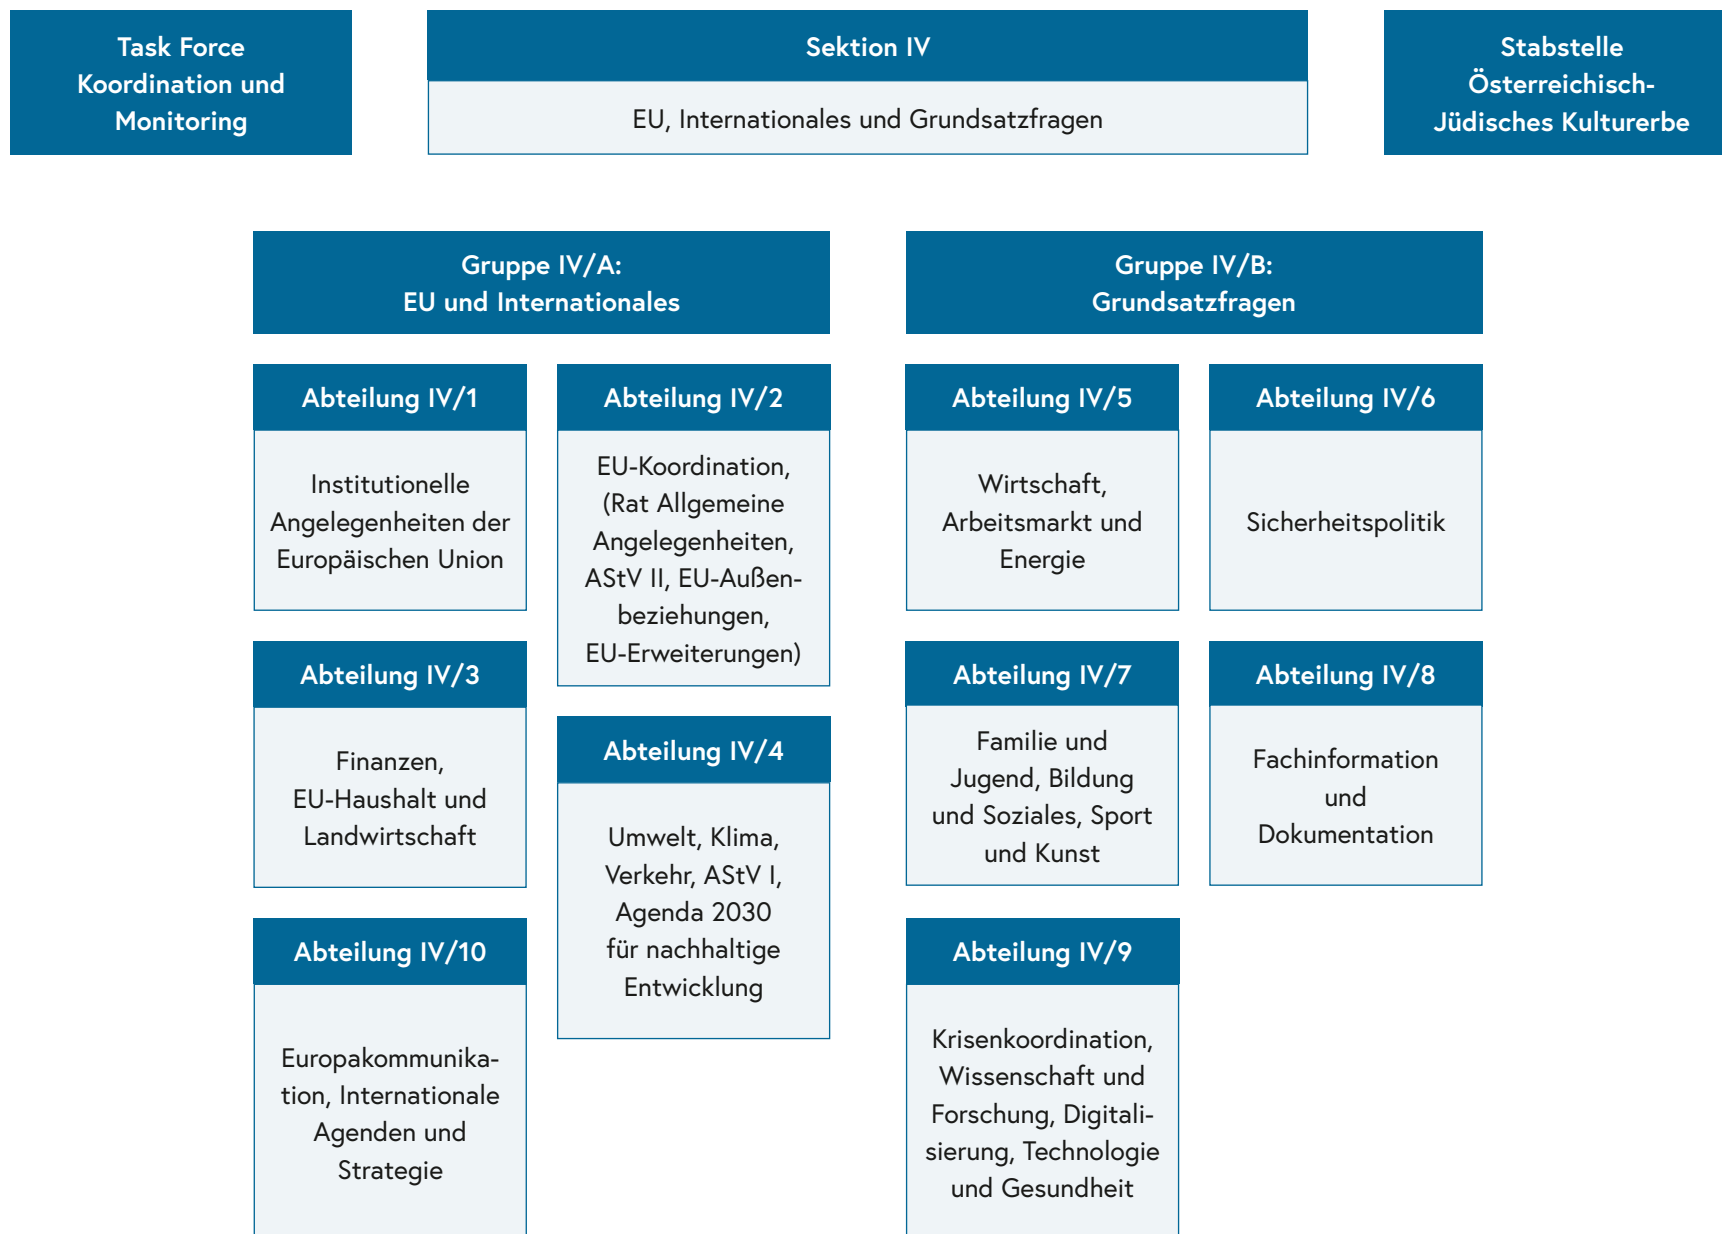 Task Force
Koordination und
Monitoring
Sektion IV
EU, Internationales und Grundsatzfragen
Stabstelle
Österreichisch-
Jüdisches Kulturerbe
Gruppe IV/A:
EU und Internationales
Abteilung IV/1
Institutionelle
Angelegenheiten der
Europäischen Union
Abteilung IV/2
EU-Koordination,
(Rat Allgemeine
Angelegenheiten,
AStV II, EU-Außen-
beziehungen,
EU-Erweiterungen)
Abteilung IV/3
Finanzen,
EU-Haushalt und
Landwirtschaft
Abteilung IV/4
Umwelt, Klima,
Verkehr, AStV I,
Agenda 2030
für nachhaltige
Entwicklung
Abteilung IV/10
Europakommunika-
tion, Internationale
Agenden und
Strategie
Gruppe IV/B:
Grundsatzfragen
Abteilung IV/5
Wirtschaft,
Arbeitsmarkt und
Energie
Abteilung IV/6
Sicherheitspolitik
Abteilung IV/7
Familie und
Jugend, Bildung
und Soziales, Sport
und Kunst
Abteilung IV/8
Fachinformation
und
Dokumentation
Abteilung IV/9
Krisenkoordination,
Wissenschaft und
Forschung, Digitali-
sierung, Technologie
und Gesundheit